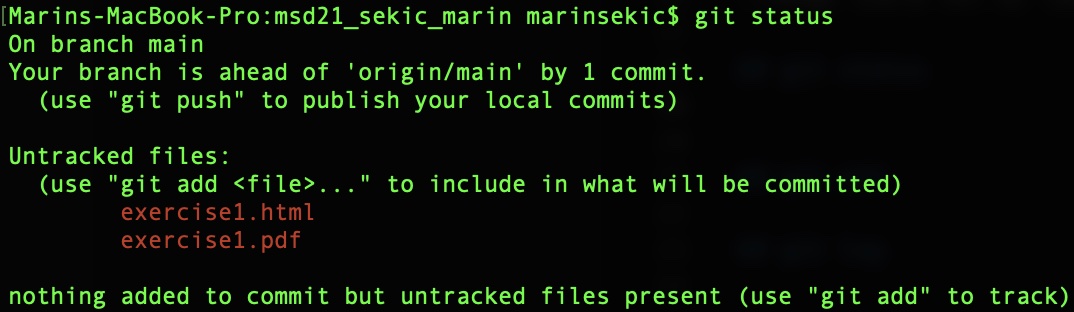 [Marins-MacBook-Pro:msd21_sekic_marin marinsekic$ git status
On branch main
Your branch is ahead of 'origin/main' by 1 commit.
  (use "git push" to publish your local commits)

Untracked files:
  (use "git add <file>..." to include in what will be committed)
        exercise1.html
        exercise1.pdf

nothing added to commit but untracked files present (use "git add" to track)